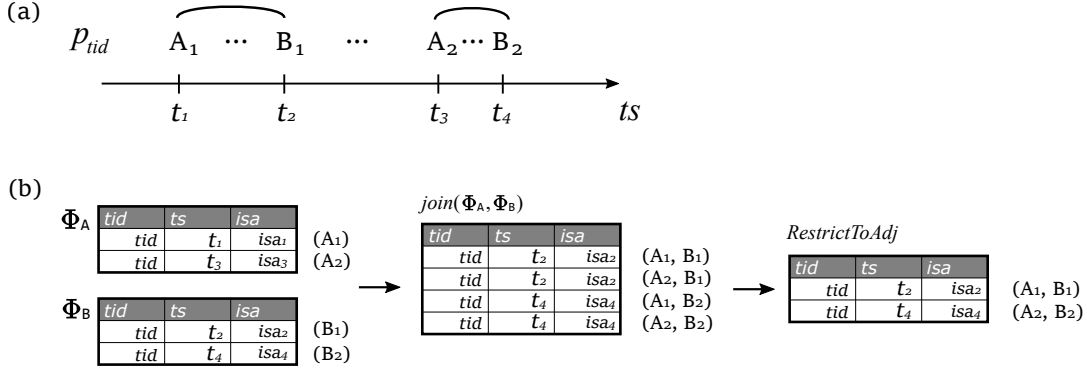 (a)
p_tid A₁ ··· B₁ ··· A₂ ··· B₂
t₁ t₂ t₃ t₄ ts
(b)
Φ_A tid ts isa
tid t₁ isa₁ (A₁)
tid t₃ isa₃ (A₂)
Φ_B tid ts isa
tid t₂ isa₂ (B₁)
tid t₄ isa₄ (B₂)
join(Φ_A, Φ_B)
tid ts isa
tid t₂ isa₂ (A₁, B₁)
tid t₂ isa₂ (A₂, B₁)
tid t₄ isa₄ (A₁, B₂)
tid t₄ isa₄ (A₂, B₂)
RestrictToAdj
tid ts isa
tid t₂ isa₂ (A₁, B₁)
tid t₄ isa₄ (A₂, B₂)